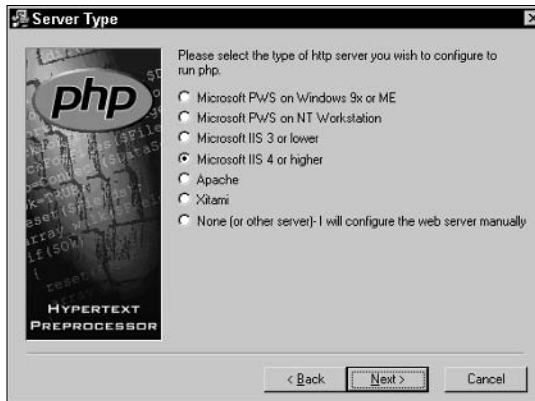 Server Type
Please select the type of http server you wish to configure to
run php.
Microsoft PWS on Windows 9x or ME
Microsoft PWS on NT Workstation
Microsoft IIS 3 or lower
Microsoft IIS 4 or higher
Apache
Xitami
None (or other server)- I will configure the web server manually
php
HYPERTEXT
PREPROCESSOR
< Back
Next >
Cancel